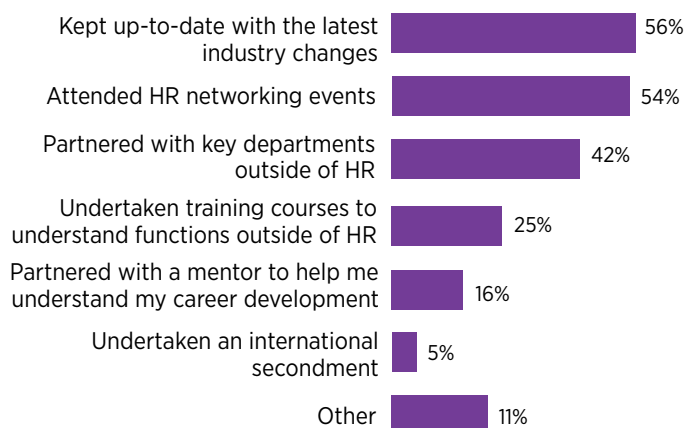 Kept up-to-date with the latest
industry changes
56%
Attended HR networking events
54%
Partnered with key departments
outside of HR
42%
Undertaken training courses to
understand functions outside of HR
25%
Partnered with a mentor to help me
understand my career development
16%
Undertaken an international
secondment
5%
Other
11%